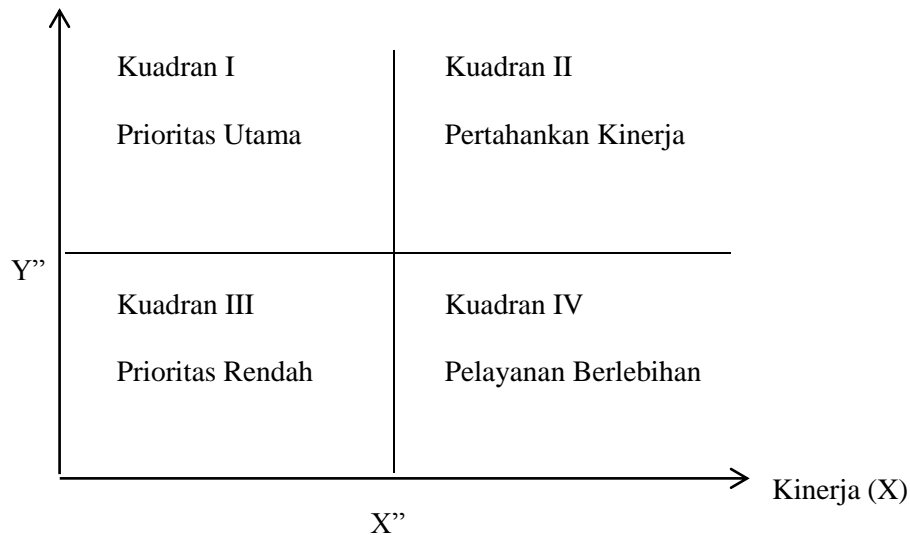 Kuadran I
Prioritas Utama
Kuadran II
Pertahankan Kinerja
Y”
Kuadran III
Prioritas Rendah
Kuadran IV
Pelayanan Berlebihan
Kinerja (X)
X”